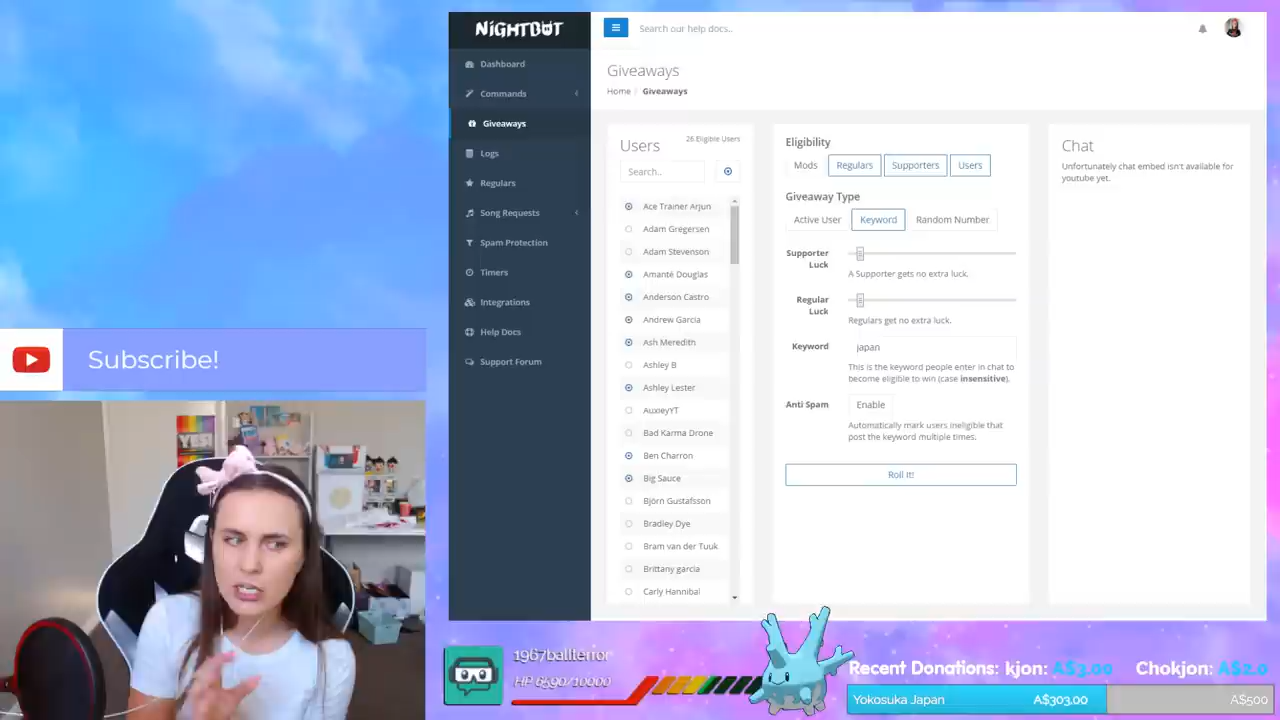 NIGHTBOT
Search our help docs..
Dashboard
Commands
Giveaways
Logs
Regulars
Song Requests
Spam Protection
Timers
Integrations
Help Docs
Support Forum
Giveaways
Home / Giveaways
Users
26 Eligible Users
Search..
Ace Trainer Arjun
Adam Gregersen
Adam Stevenson
Amanté Douglas
Anderson Castro
Andrew Garcia
Ash Meredith
Ashley B
Ashley Lester
AuxieyYT
Bad Karma Drone
Ben Charron
Big Sauce
Björn Gustafsson
Bradley Dye
Bram van der Tuuk
Brittany garcia
Carly Hannibal
Eligibility
Mods Regulars Supporters Users
Giveaway Type
Active User Keyword Random Number
Supporter
Luck
A Supporter gets no extra luck.
Regular
Luck
Regulars get no extra luck.
Keyword
japan
This is the keyword people enter in chat to
become eligible to win (case insensitive).
Anti Spam
Enable
Automatically mark users ineligible that
post the keyword multiple times.
Roll It!
Chat
Unfortunately chat embed isn't available for
youtube yet.
Subscribe!
1967ballterror
HP 6590/10000
Recent Donations: kjon: A$3.00 Chokjon: A$2.0
Yokosuka Japan A$303.00 A$500